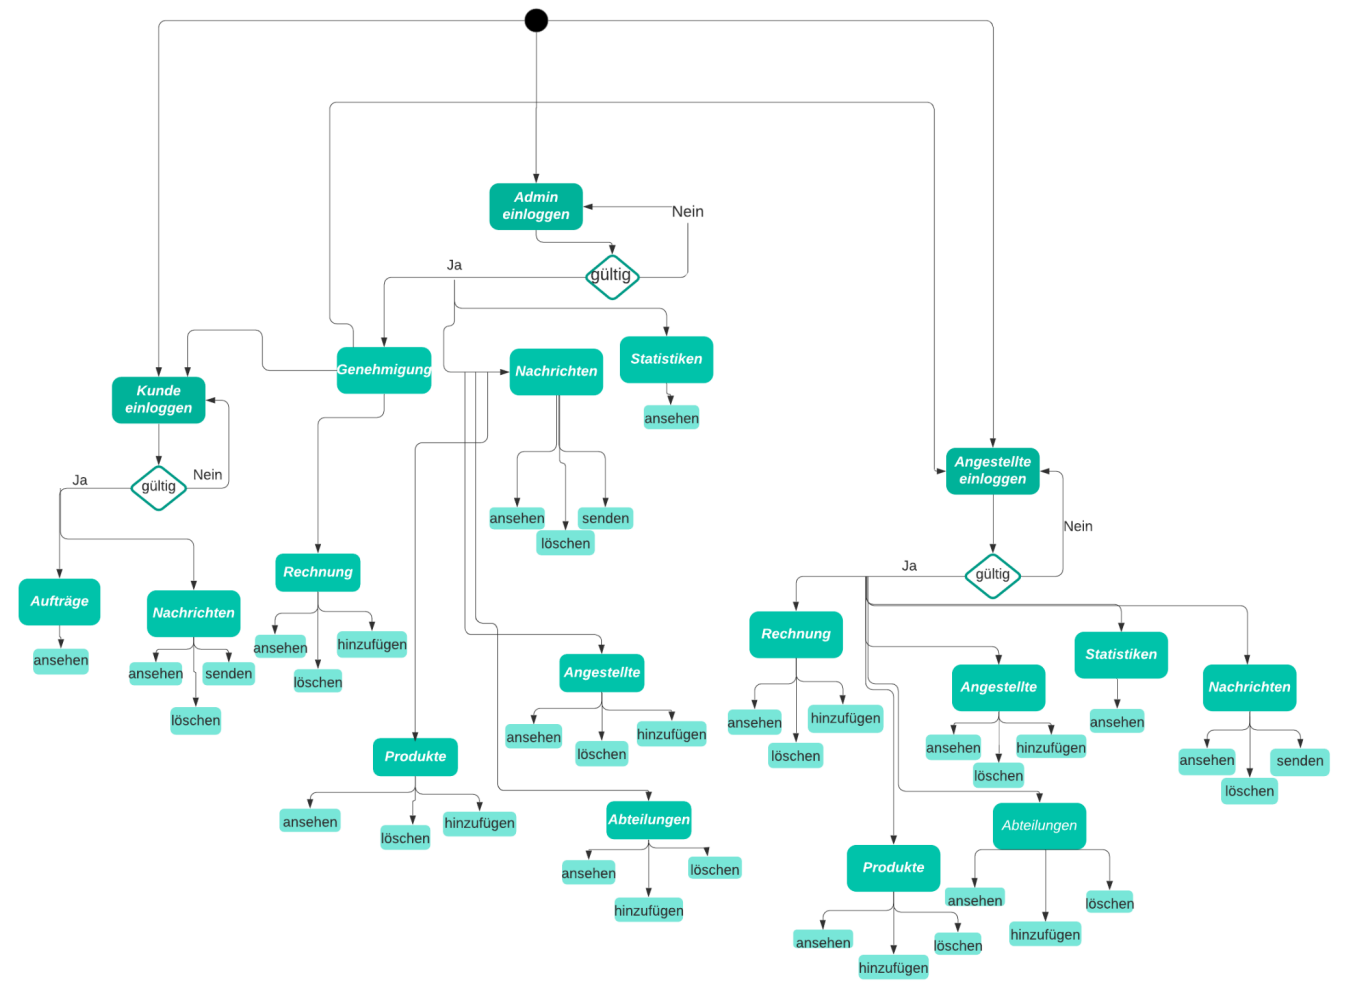 Admin
einloggen
Nein
gültig
Ja
Genehmigung
Nachrichten
Statistiken
ansehen
ansehen
löschen
senden
Kunde
einloggen
gültig
Nein
Ja
Aufträge
ansehen
Nachrichten
ansehen
löschen
senden
Rechnung
ansehen
löschen
hinzufügen
Produkte
ansehen
löschen
hinzufügen
Angestellte
ansehen
löschen
hinzufügen
Abteilungen
ansehen
hinzufügen
löschen
Angestellte
einloggen
Nein
gültig
Ja
Rechnung
ansehen
löschen
hinzufügen
Angestellte
ansehen
löschen
hinzufügen
Statistiken
ansehen
Nachrichten
ansehen
löschen
senden
Abteilungen
ansehen
hinzufügen
löschen
Produkte
ansehen
hinzufügen
löschen